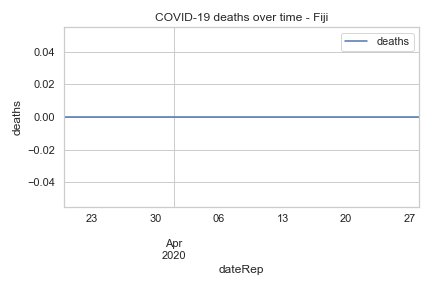 COVID-19 deaths over time - Fiji
deaths
deaths
0.04
0.02
0.00
−0.02
−0.04
23 30 06 13 20 27
Apr
2020
dateRep